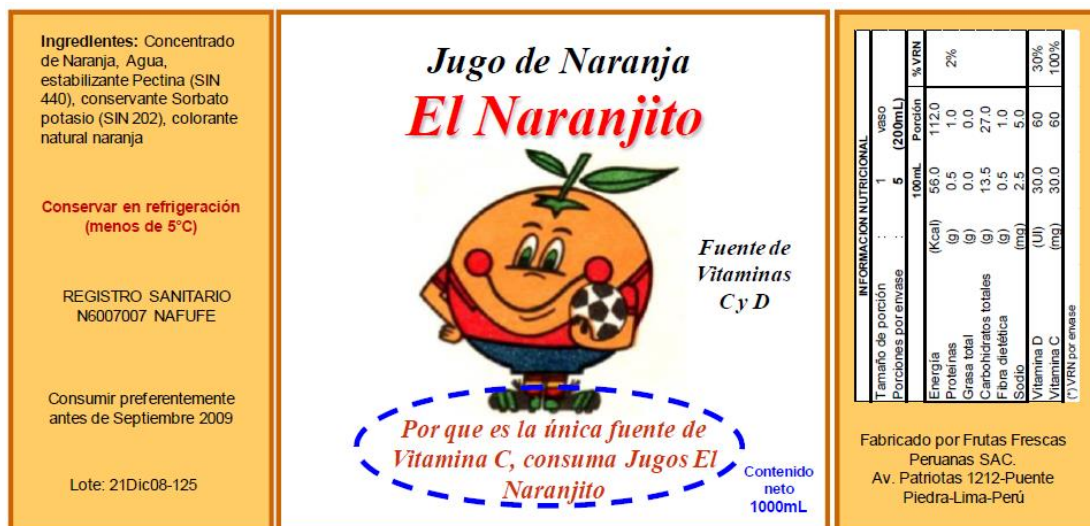 Ingredientes: Concentrado
de Naranja, Agua,
estabilizante Pectina (SIN
440), conservante Sorbato
potasio (SIN 202), colorante
natural naranja
Conservar en refrigeración
(menos de 5°C)
REGISTRO SANITARIO
N6007007 NAFUFE
Consumir preferentemente
antes de Septiembre 2009
Lote: 21Dic08-125
Jugo de Naranja
El Naranjito
Fuente de
Vitaminas
C y D
Por que es la única fuente de
Vitamina C, consuma Jugos El
Naranjito
Contenido
neto
1000mL
INFORMACION NUTRICIONAL
Tamaño de porción : 1 vaso
Porciones por envase : 5 (200mL)
100mL Porción % VRN
Energía (Kcal) 56.0 112.0
Proteínas (g) 0.5 1.0 2%
Grasa total (g) 0.0 0.0
Carbohidratos totales (g) 13.5 27.0
Fibra dietética (g) 0.5 1.0
Sodio (mg) 2.5 5.0
Vitamina D (UI) 30.0 60 30%
Vitamina C (mg) 30.0 60 100%
(*) VRN por envase
Fabricado por Frutas Frescas
Peruanas SAC.
Av. Patriotas 1212-Puente
Piedra-Lima-Perú